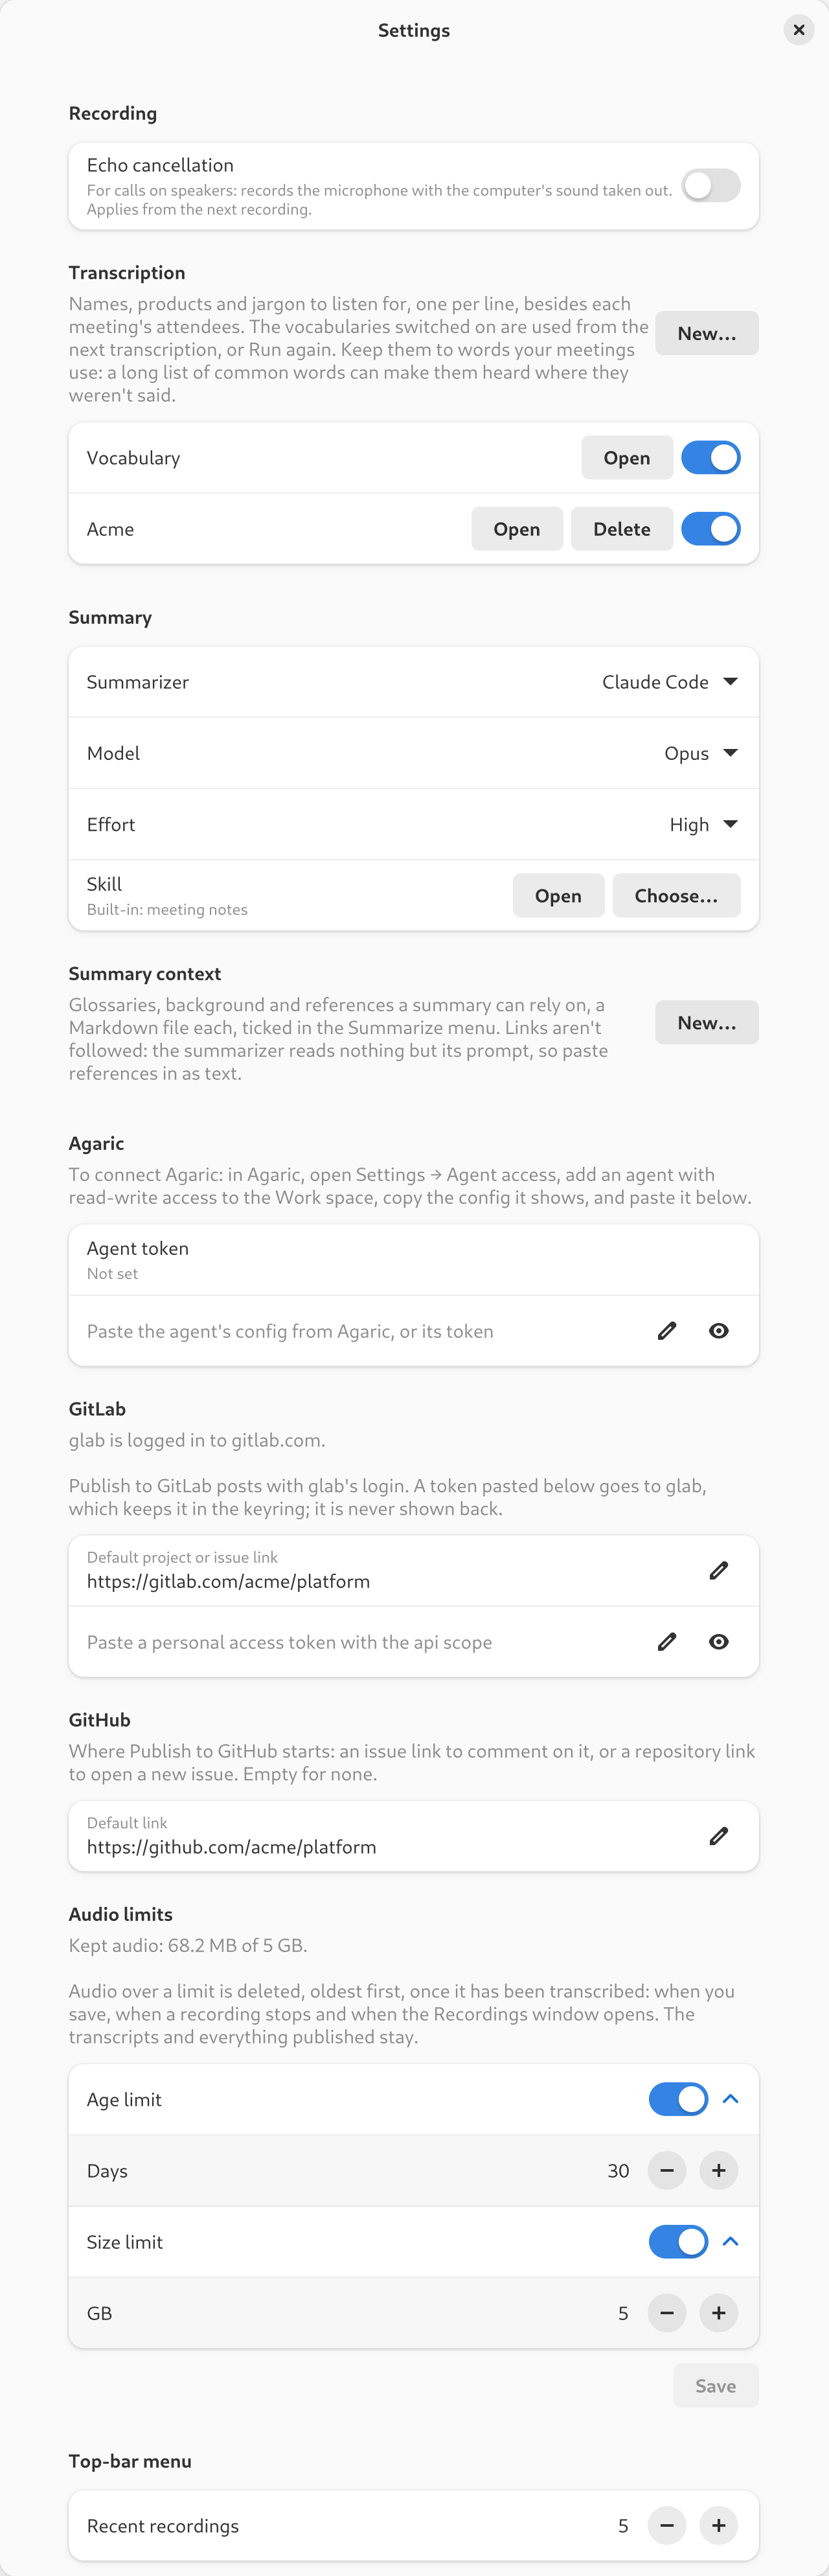 Settings
Recording
Echo cancellation
For calls on speakers: records the microphone with the computer's sound taken out.
Applies from the next recording.
Transcription
Names, products and jargon to listen for, one per line, besides each
meeting's attendees. The vocabularies switched on are used from the
next transcription, or Run again. Keep them to words your meetings
use: a long list of common words can make them heard where they
weren't said.
New...
Vocabulary
Open
Acme
Open
Delete
Summary
Summarizer
Claude Code
Model
Opus
Effort
High
Skill
Built-in: meeting notes
Open
Choose...
Summary context
Glossaries, background and references a summary can rely on, a
Markdown file each, ticked in the Summarize menu. Links aren't
followed: the summarizer reads nothing but its prompt, so paste
references in as text.
New...
Agaric
To connect Agaric: in Agaric, open Settings → Agent access, add an agent with
read-write access to the Work space, copy the config it shows, and paste it below.
Agent token
Not set
Paste the agent's config from Agaric, or its token
GitLab
glab is logged in to gitlab.com.
Publish to GitLab posts with glab's login. A token pasted below goes to glab,
which keeps it in the keyring; it is never shown back.
Default project or issue link
https://gitlab.com/acme/platform
Paste a personal access token with the api scope
GitHub
Where Publish to GitHub starts: an issue link to comment on it, or a repository link
to open a new issue. Empty for none.
Default link
https://github.com/acme/platform
Audio limits
Kept audio: 68.2 MB of 5 GB.
Audio over a limit is deleted, oldest first, once it has been transcribed: when you
save, when a recording stops and when the Recordings window opens. The
transcripts and everything published stay.
Age limit
Days
30
Size limit
GB
5
Save
Top-bar menu
Recent recordings
5